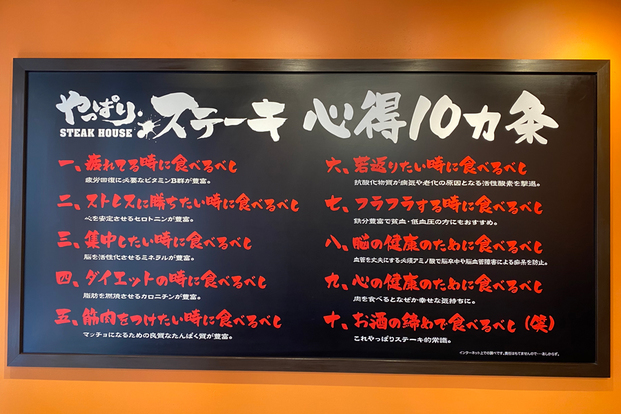 やっぱり.ステーキ 心得10カ条
STEAK HOUSE
一、疲れてる時に食べるべし
疲労回復に必要なビタミンB群が豊富。
二、ストレスに勝ちたい時に食べるべし
心を安定させるセロトニンが豊富。
三、集中したい時に食べるべし
脳を活性化させるミネラルが豊富。
四、ダイエットの時に食べるべし
脂肪を燃焼させるカロニチンが豊富。
五、筋肉をつけたい時に食べるべし
マッチョになるための良質なたんぱく質が豊富。
六、若返りたい時に食べるべし
抗酸化物質が病気や老化の原因となる活性酸素を撃退。
七、フラフラする時に食べるべし
鉄分豊富で貧血・低血圧の方にもおすすめ。
八、脳の健康のために食べるべし
血管を丈夫にする必須アミノ酸で脳卒中や脳血管障害による痴呆を防止。
九、心の健康のために食べるべし
肉を食べるとなぜか幸せな気持ちに。
十、お酒の締めで食べるべし（笑）
これやっぱりステーキ的常識。